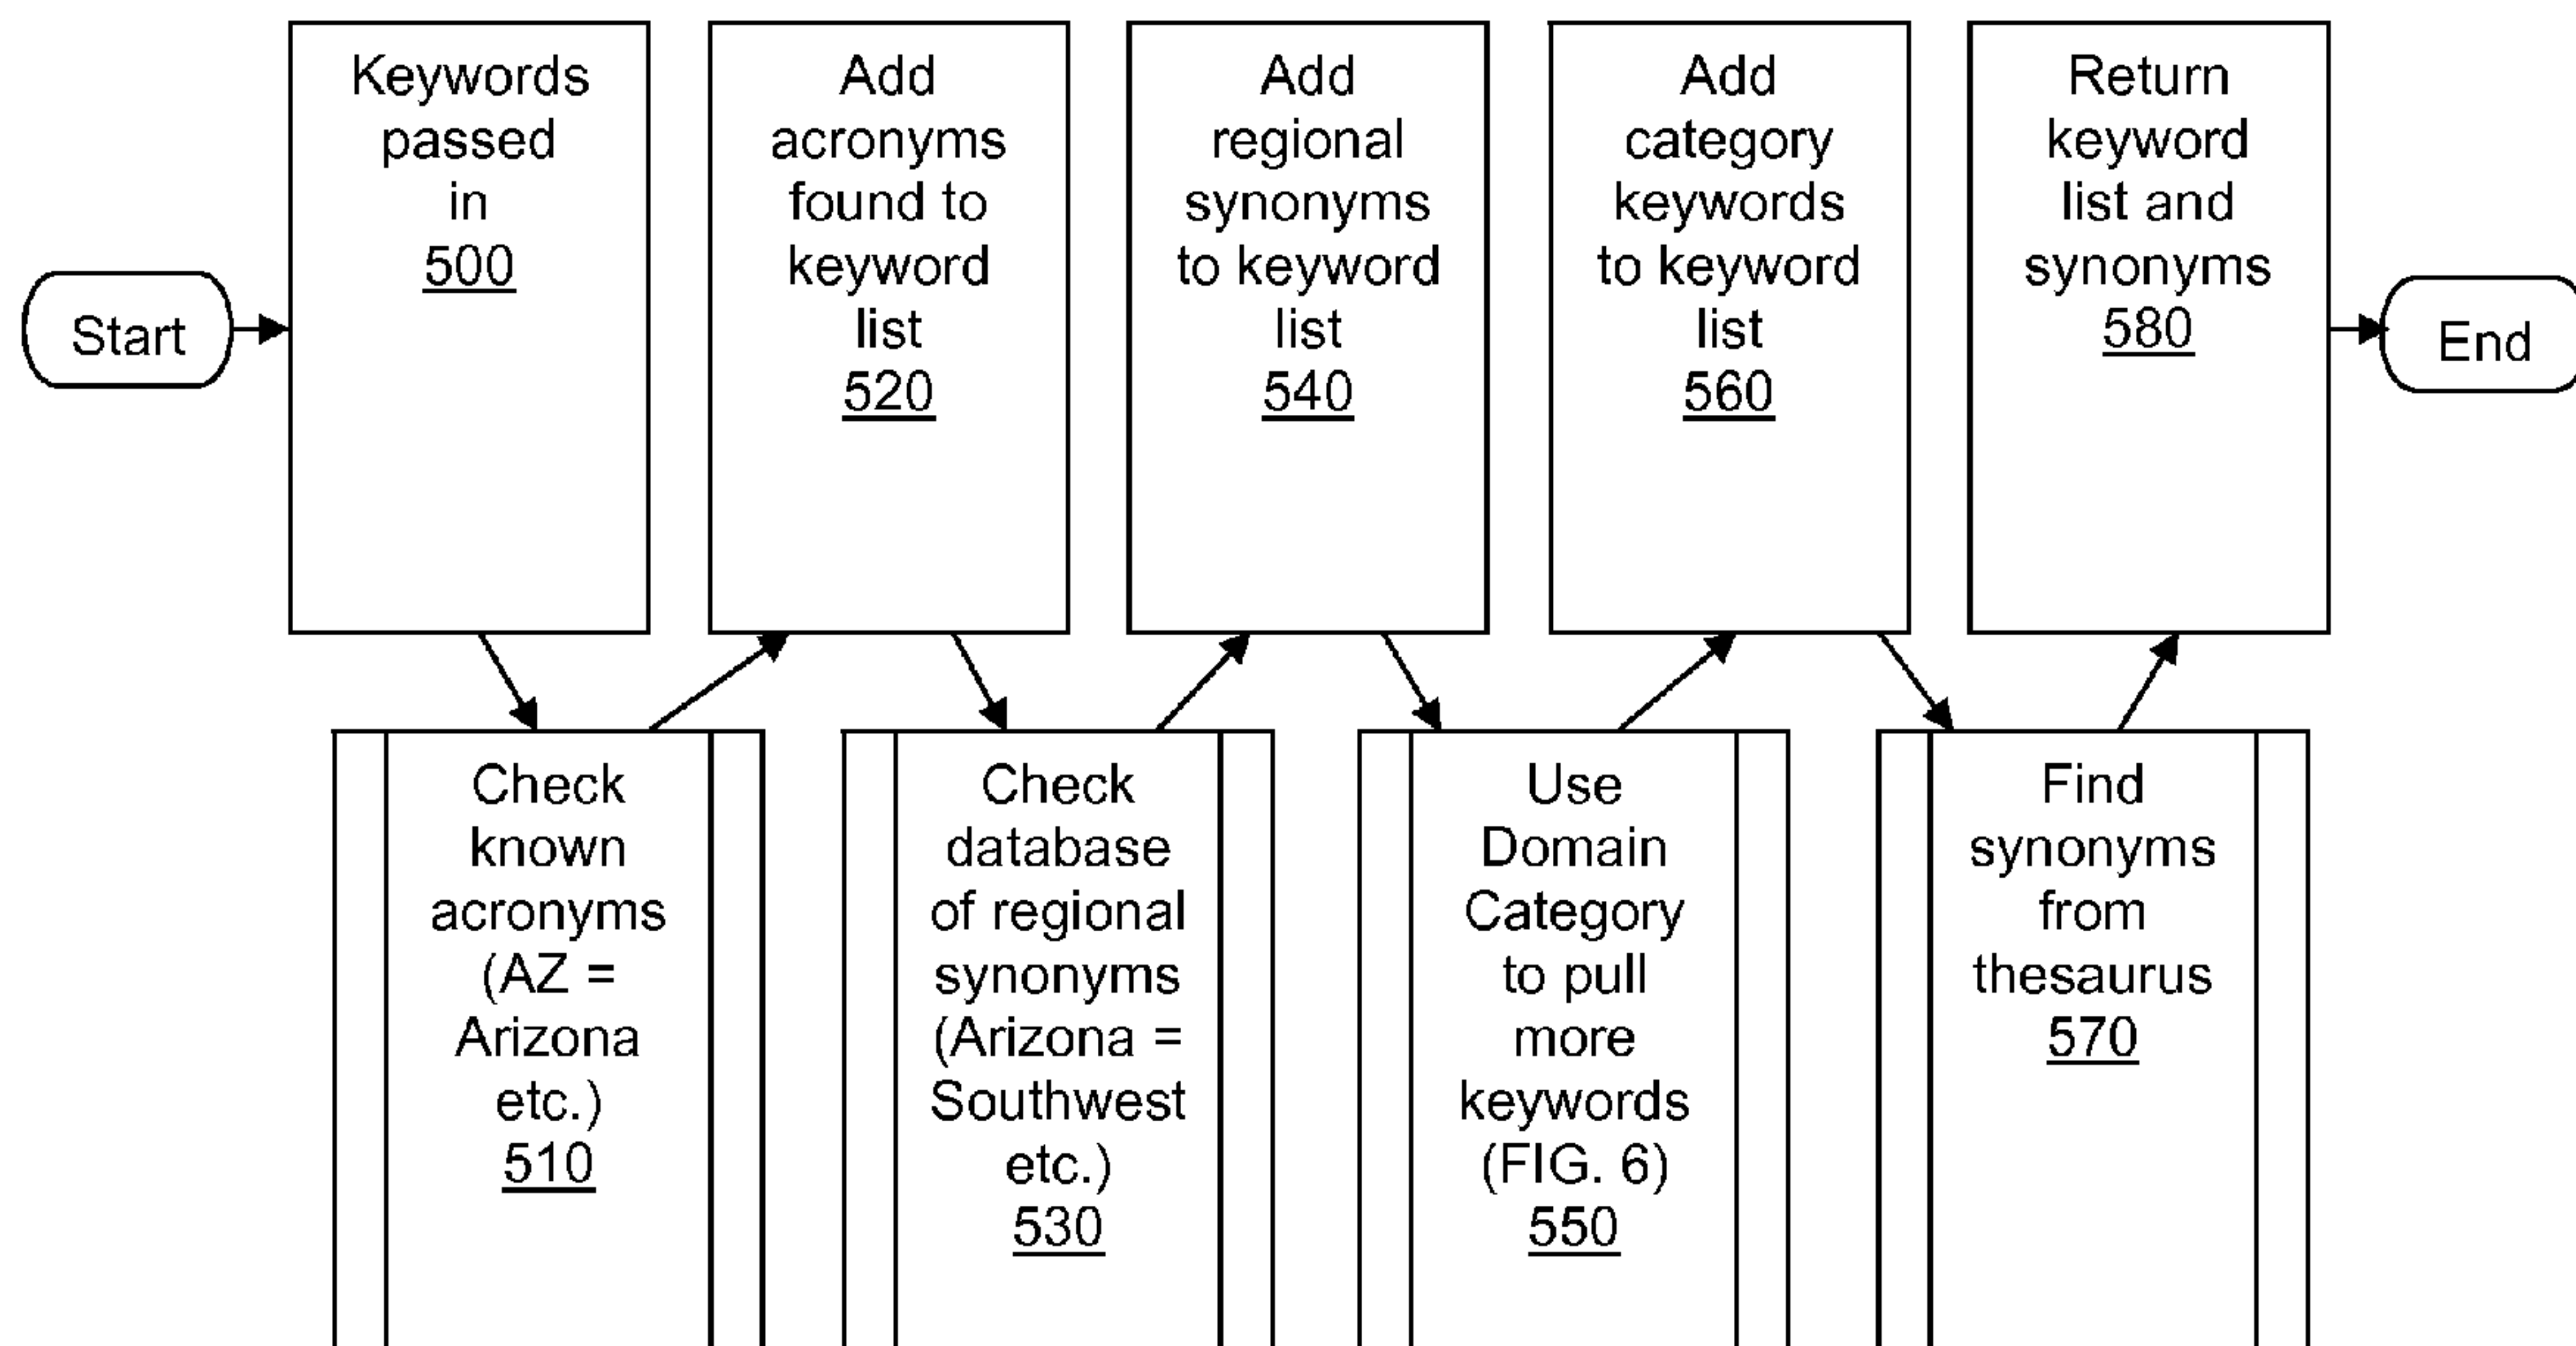 Start
Keywords
passed
in
500
Add
acronyms
found to
keyword
list
520
Add
regional
synonyms
to keyword
list
540
Add
category
keywords
to keyword
list
560
Return
keyword
list and
synonyms
580
End
Check
known
acronyms
(AZ =
Arizona
etc.)
510
Check
database
of regional
synonyms
(Arizona =
Southwest
etc.)
530
Use
Domain
Category
to pull
more
keywords
(FIG. 6)
550
Find
synonyms
from
thesaurus
570